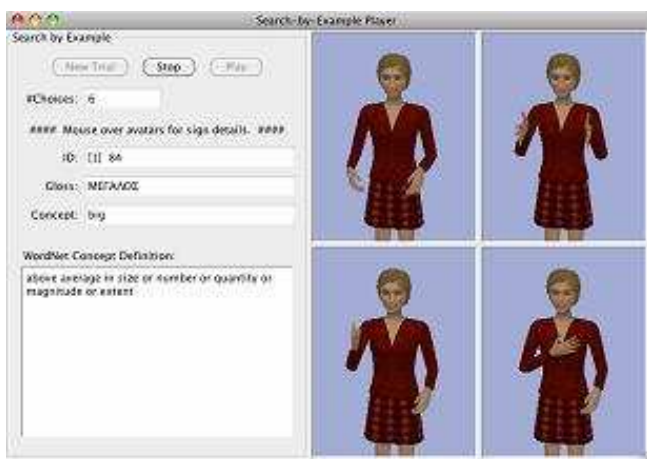 Search-by-Example Player
Search by Example
New Trial Stop Play
#Choices: 6
#### Mouse over avatars for sign details. ####
ID: [1] 84
Gloss: ΜΕΓΑΛΟΣ
Concept: big
WordNet Concept Definition:
above average in size or number or quantity or
magnitude or extent